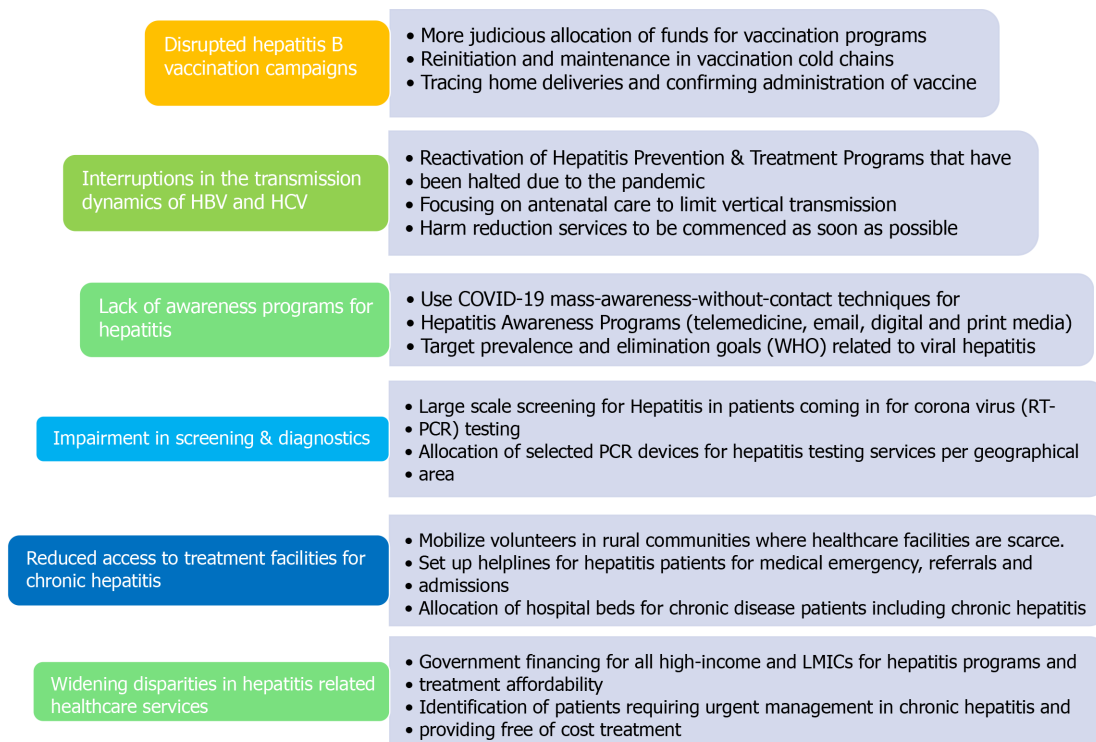 Disrupted hepatitis B
vaccination campaigns
• More judicious allocation of funds for vaccination programs
• Reinitiation and maintenance in vaccination cold chains
• Tracing home deliveries and confirming administration of vaccine
Interruptions in the transmission
dynamics of HBV and HCV
• Reactivation of Hepatitis Prevention & Treatment Programs that have
• been halted due to the pandemic
• Focusing on antenatal care to limit vertical transmission
• Harm reduction services to be commenced as soon as possible
Lack of awareness programs for
hepatitis
• Use COVID-19 mass-awareness-without-contact techniques for
• Hepatitis Awareness Programs (telemedicine, email, digital and print media)
• Target prevalence and elimination goals (WHO) related to viral hepatitis
Impairment in screening & diagnostics
• Large scale screening for Hepatitis in patients coming in for corona virus (RT-
• PCR) testing
• Allocation of selected PCR devices for hepatitis testing services per geographical
• area
Reduced access to treatment facilities for
chronic hepatitis
• Mobilize volunteers in rural communities where healthcare facilities are scarce.
• Set up helplines for hepatitis patients for medical emergency, referrals and
• admissions
• Allocation of hospital beds for chronic disease patients including chronic hepatitis
Widening disparities in hepatitis related
healthcare services
• Government financing for all high-income and LMICs for hepatitis programs and
• treatment affordability
• Identification of patients requiring urgent management in chronic hepatitis and
• providing free of cost treatment